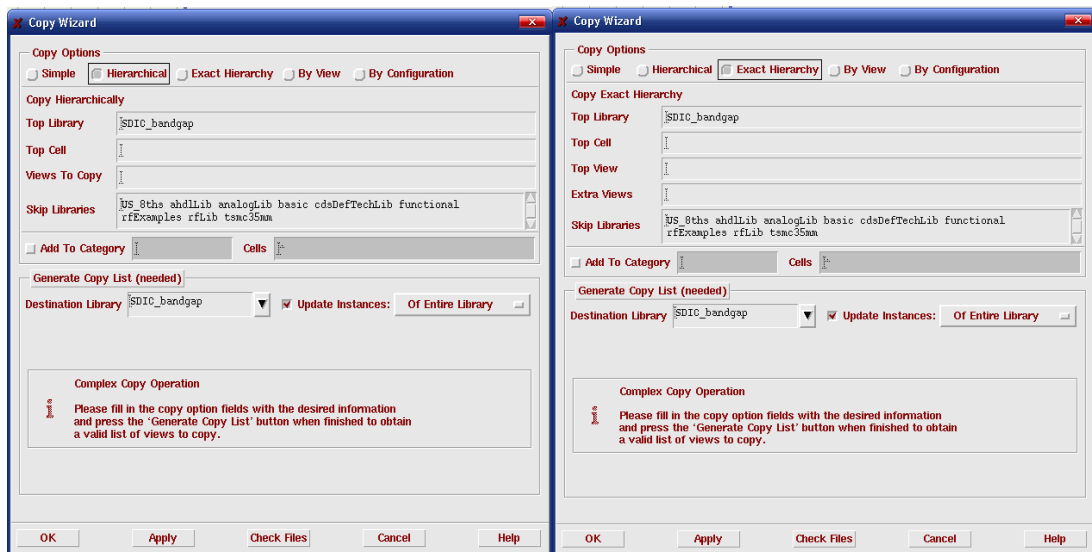 Copy Wizard
Copy Options
Simple Hierarchical Exact Hierarchy By View By Configuration
Copy Hierarchically
Top Library SDIC_bandgap
Top Cell
Views To Copy
Skip Libraries US_8ths ahdlLib analogLib basic cdsDefTechLib functional
rfExamples rfLib tsmc35mm
Add To Category Cells
Generate Copy List (needed)
Destination Library SDIC_bandgap Update Instances: Of Entire Library
Complex Copy Operation
Please fill in the copy option fields with the desired information
and press the 'Generate Copy List' button when finished to obtain
a valid list of views to copy.
OK Apply Check Files Cancel Help
Copy Wizard
Copy Options
Simple Hierarchical Exact Hierarchy By View By Configuration
Copy Exact Hierarchy
Top Library SDIC_bandgap
Top Cell
Top View
Extra Views
Skip Libraries US_8ths ahdlLib analogLib basic cdsDefTechLib functional
rfExamples rfLib tsmc35mm
Add To Category Cells
Generate Copy List (needed)
Destination Library SDIC_bandgap Update Instances: Of Entire Library
Complex Copy Operation
Please fill in the copy option fields with the desired information
and press the 'Generate Copy List' button when finished to obtain
a valid list of views to copy.
OK Apply Check Files Cancel Help